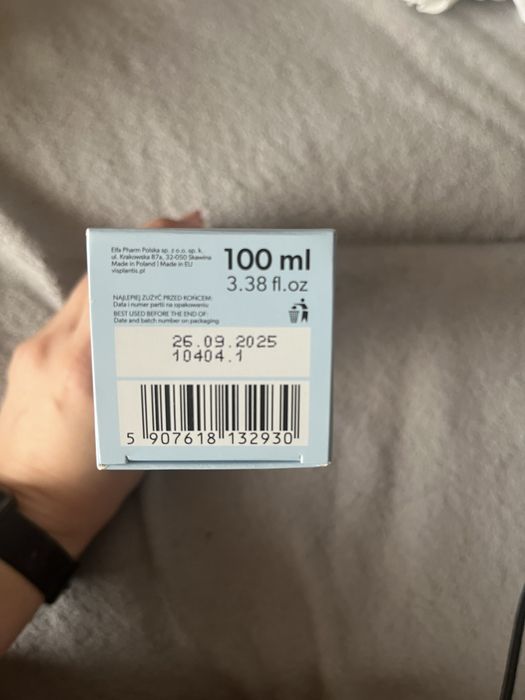 Elfa Pharm Polska sp. z o.o. sp. k.
ul. Krakowska 87a, 32-050 Skawina
Made in Poland | Made in EU
visplantis.pl
100 ml
3.38 fl.oz
NAJLEPIEJ ZUŻYĆ PRZED KOŃCEM:
Data i numer partii na opakowaniu
BEST USED BEFORE THE END OF:
Date and batch number on packaging
26.09.2025
10404.1
5 907618 132930